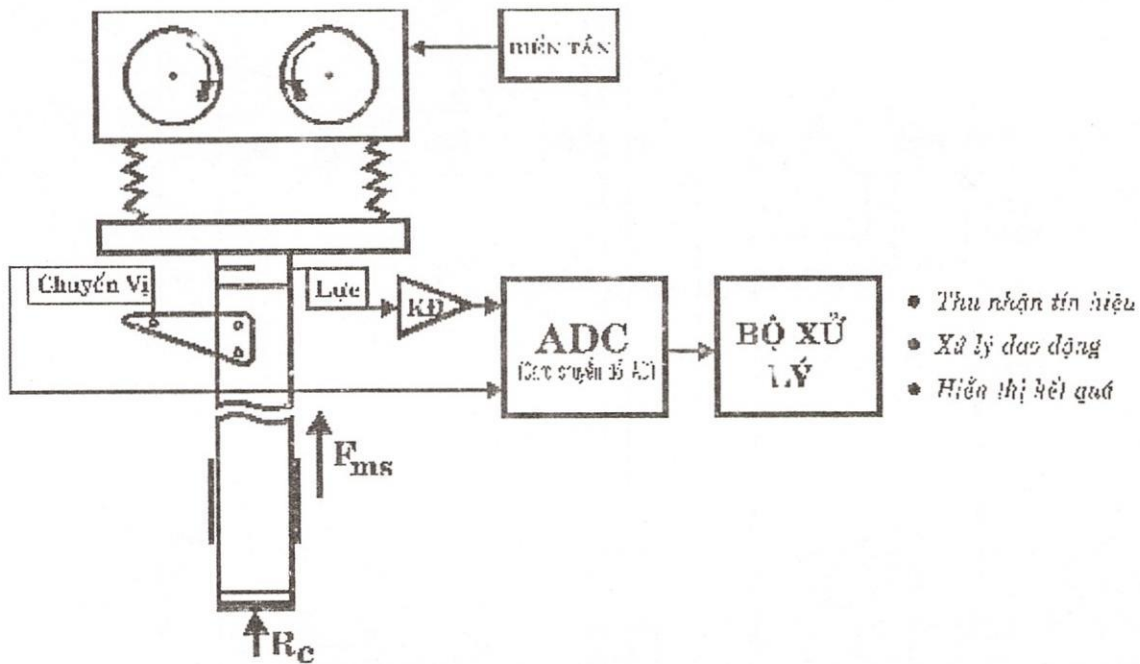 BIẾN TẦN
Chuyển Vị
Lực
KĐ
ADC
BỘ XỬ
LÝ
• Thu nhận tín hiệu
• Xử lý dao động
• Hiển thị kết quả
Fms
Rc